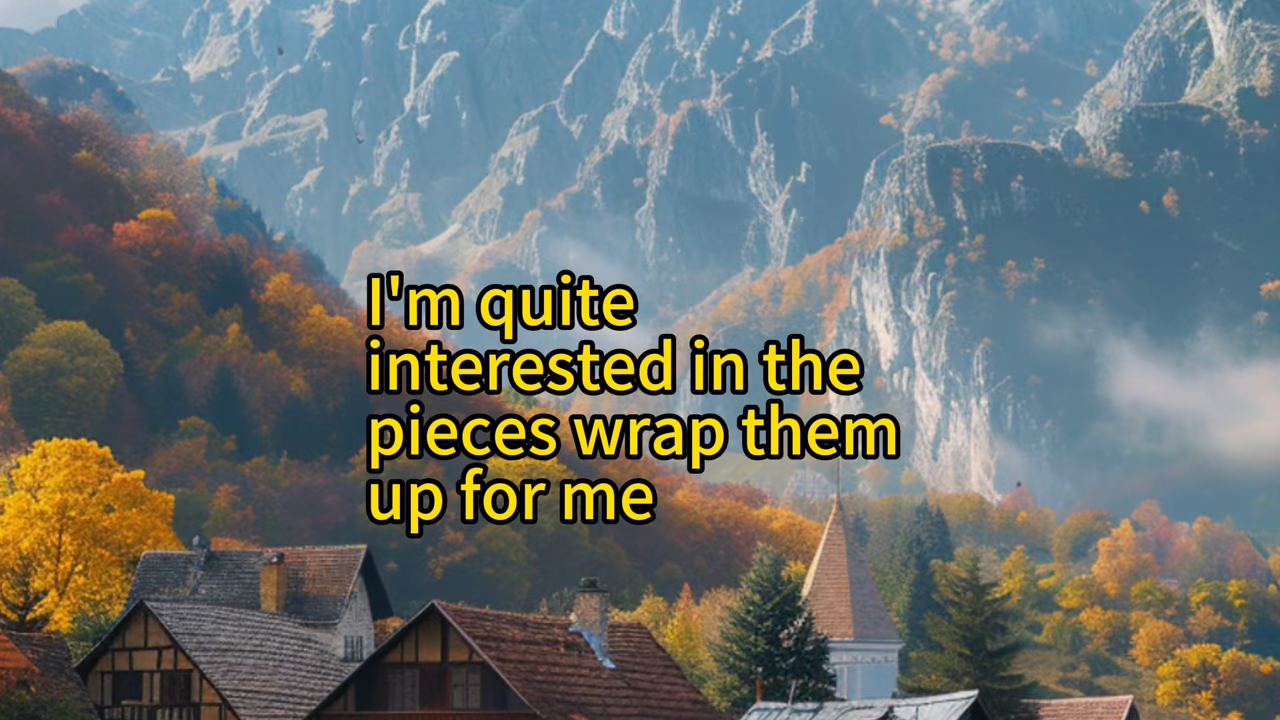 I'm quite
interested in the
pieces wrap them
up for me